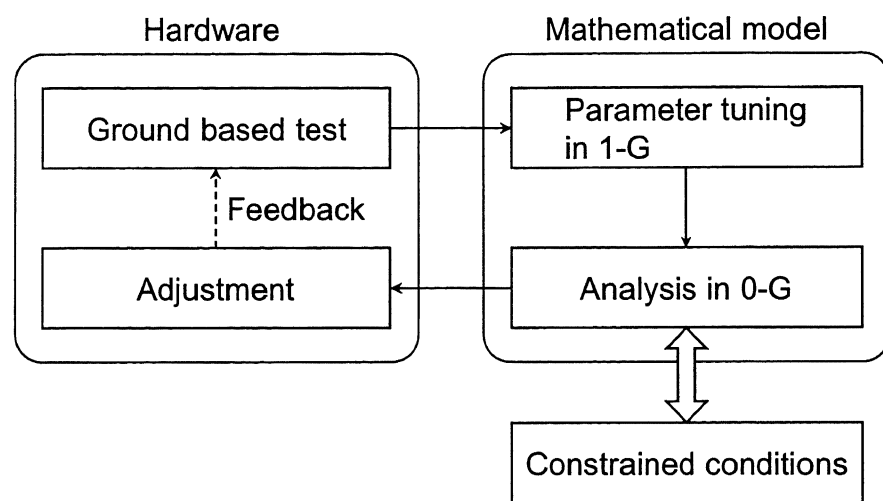 Hardware
Mathematical model
Ground based test
Parameter tuning
in 1-G
Feedback
Adjustment
Analysis in 0-G
Constrained conditions